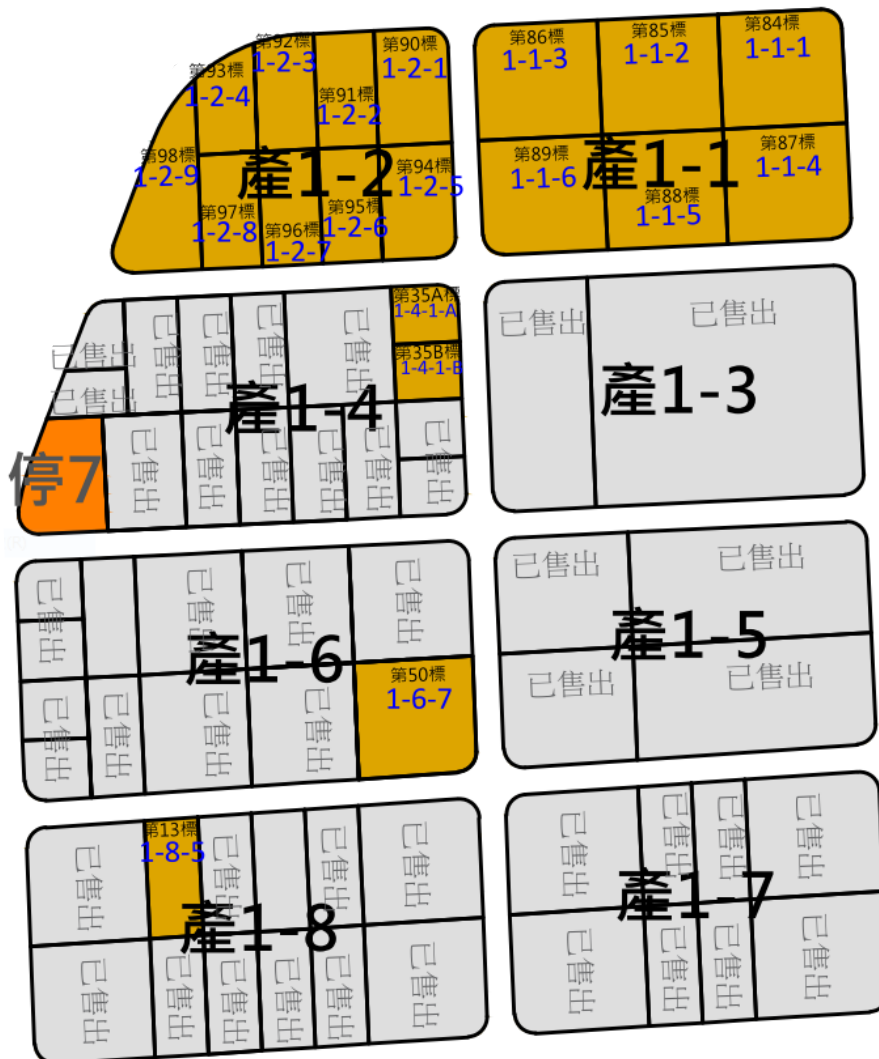 第92標
1-2-3
第90標
1-2-1
第93標
1-2-4
第91標
1-2-2
第98標
1-2-9
產1-2
第94標
1-2-5
第97標
1-2-8
第96標
1-2-7
第95標
1-2-6
第86標
1-1-3
第85標
1-1-2
第84標
1-1-1
第89標
1-1-6
產1-1
第87標
1-1-4
第88標
1-1-5
已售出
已售出
已售出
已售出
已售出
已售出
第35A標
1-4-1-A
第35B標
1-4-1-B
產1-4
停7
已售出
已售出
已售出
已售出
已售出
已售出
已售出
已售出
產1-3
已售出
已售出
已售出
已售出
產1-6
第50標
1-6-7
已售出
已售出
已售出
已售出
已售出
已售出
已售出
產1-5
已售出
已售出
已售出
第13標
1-8-5
已售出
已售出
已售出
產1-8
已售出
已售出
已售出
已售出
已售出
已售出
已售出
已售出
已售出
已售出
產1-7
已售出
已售出
已售出
已售出